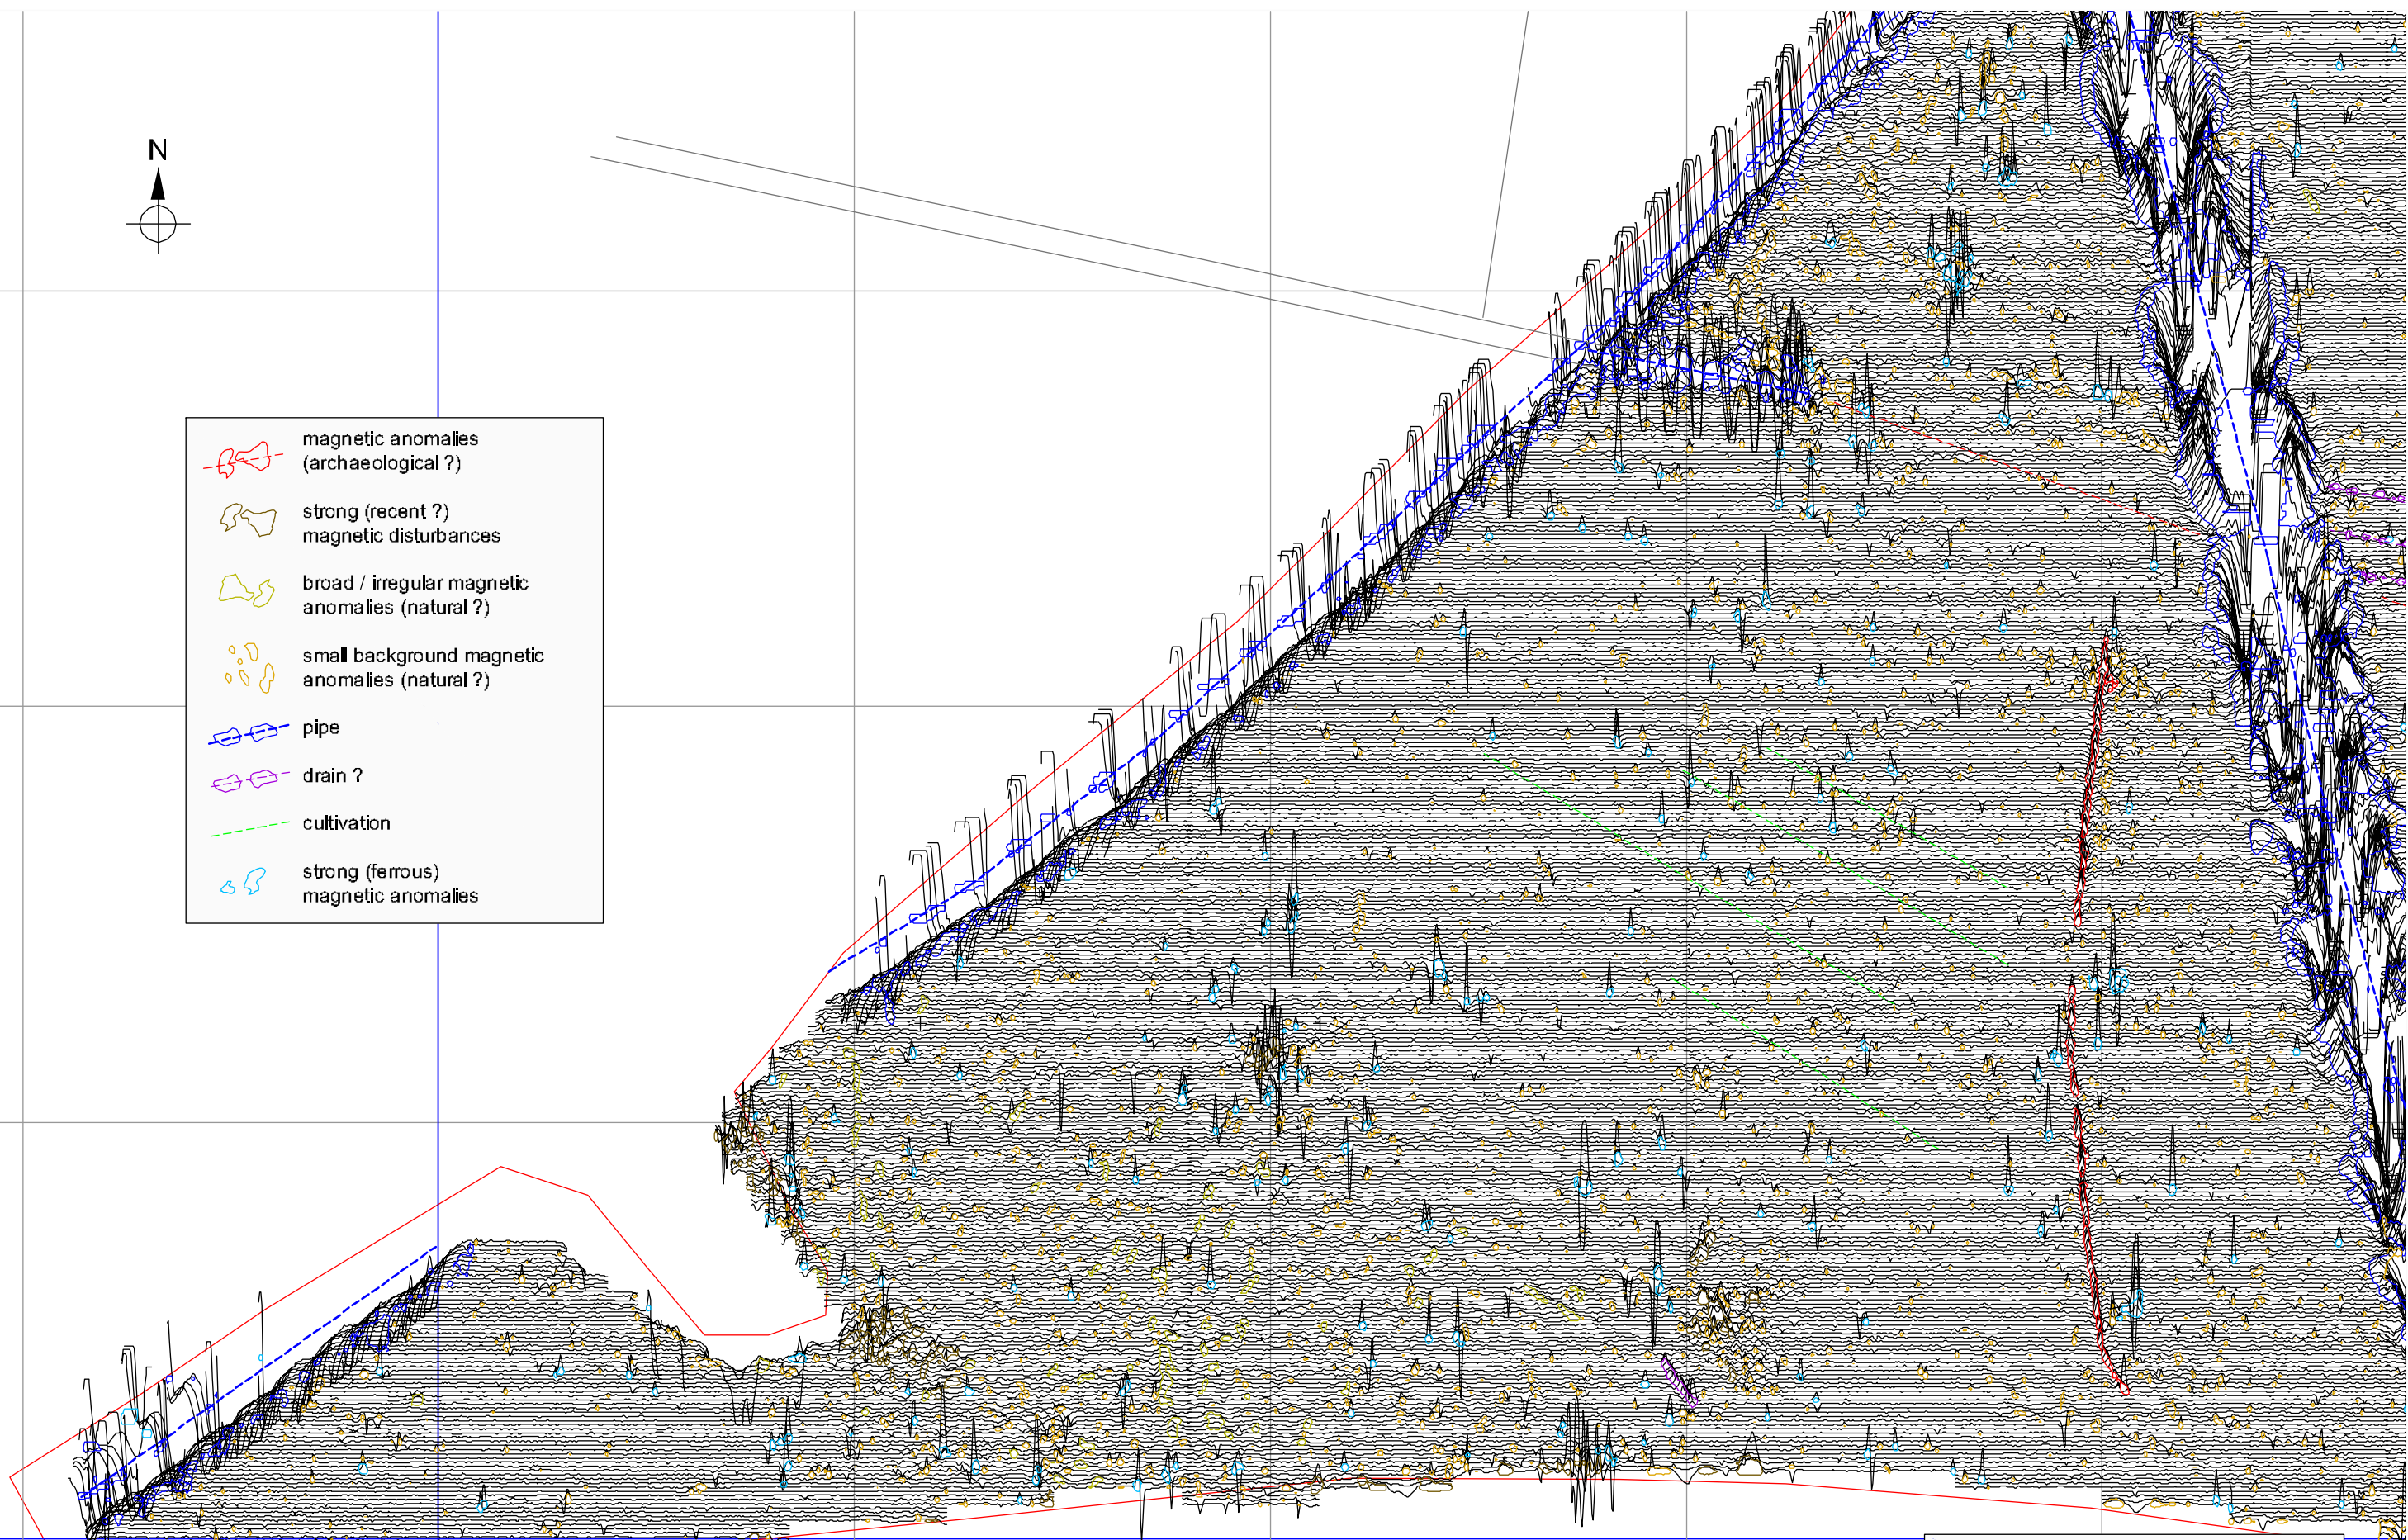 N
magnetic anomalies
(archaeological ?)
strong (recent ?)
magnetic disturbances
broad / irregular magnetic
anomalies (natural ?)
small background magnetic
anomalies (natural ?)
pipe
drain ?
cultivation
strong (ferrous)
magnetic anomalies